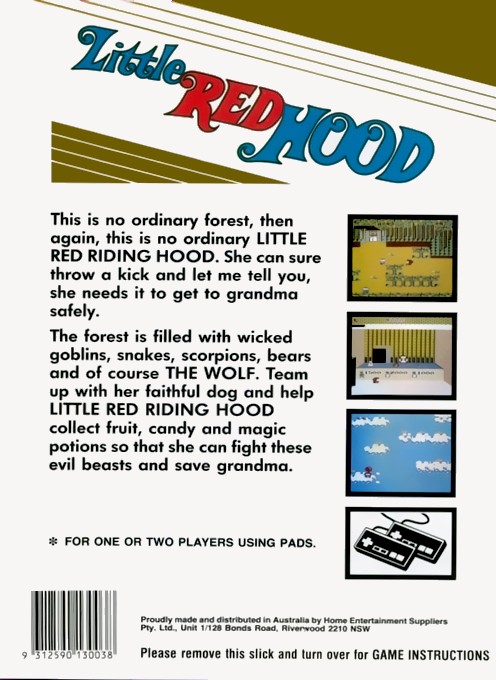 Little
RED
HOOD
This is no ordinary forest, then
again, this is no ordinary LITTLE
RED RIDING HOOD. She can sure
throw a kick and let me tell you,
she needs it to get to grandma
safely.
The forest is filled with wicked
goblins, snakes, scorpions, bears
and of course THE WOLF. Team
up with her faithful dog and help
LITTLE RED RIDING HOOD
collect fruit, candy and magic
potions so that she can fight these
evil beasts and save grandma.
✻ FOR ONE OR TWO PLAYERS USING PADS.
Proudly made and distributed in Australia by Home Entertainment Suppliers
Pty. Ltd., Unit 1/128 Bonds Road, Riverwood 2210 NSW
9 312590 130038
Please remove this slick and turn over for GAME INSTRUCTIONS